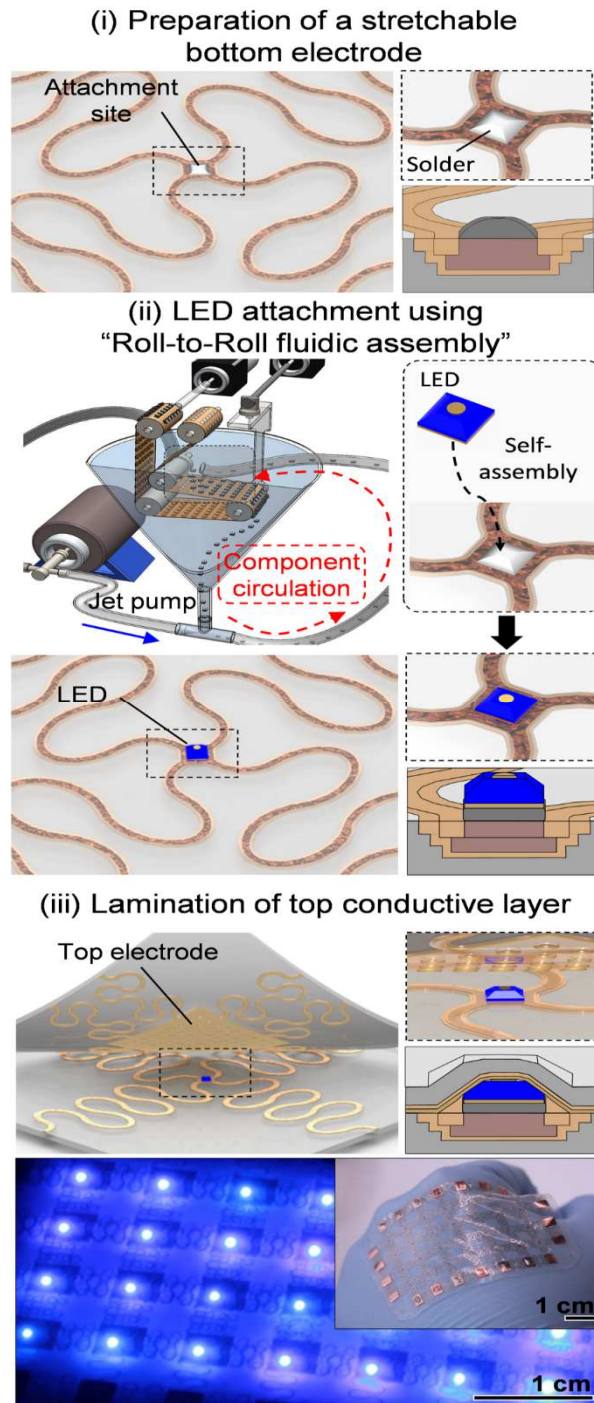 (i) Preparation of a stretchable
bottom electrode
Attachment
site
Solder
(ii) LED attachment using
“Roll-to-Roll fluidic assembly”
LED
Self-
assembly
Component
circulation
Jet pump
LED
(iii) Lamination of top conductive layer
Top electrode
1 cm
1 cm